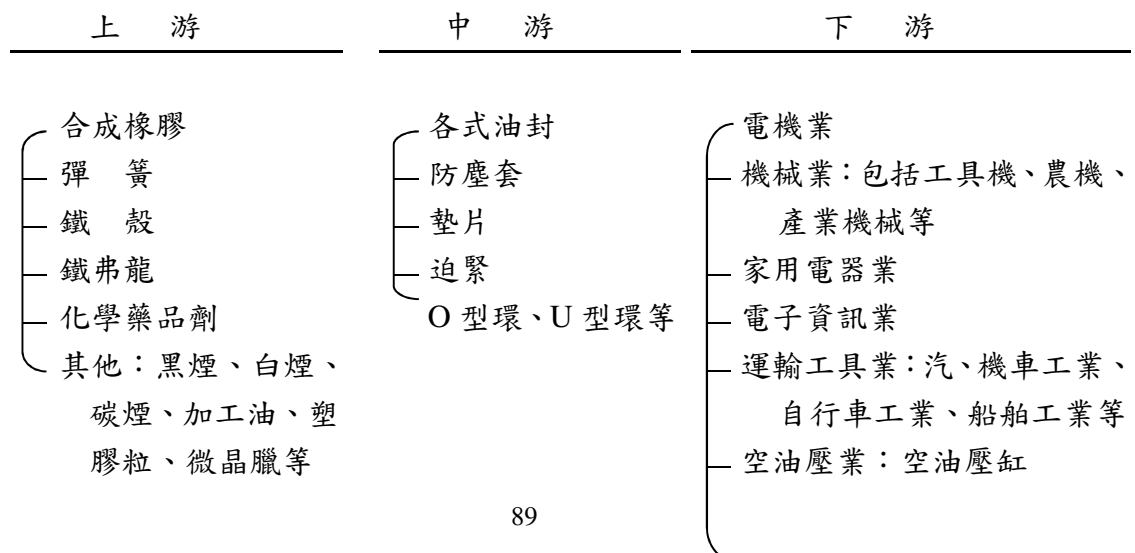 上 游
合成橡膠
彈 簧
鐵 殼
鐵弗龍
化學藥品劑
其他：黑煙、白煙、
碳煙、加工油、塑
膠粒、微晶臘等
中 游
各式油封
防塵套
墊片
迫緊
O 型環、U 型環等
下 游
電機業
機械業：包括工具機、農機、
產業機械等
家用電器業
電子資訊業
運輸工具業：汽、機車工業、
自行車工業、船舶工業等
空油壓業：空油壓缸
89